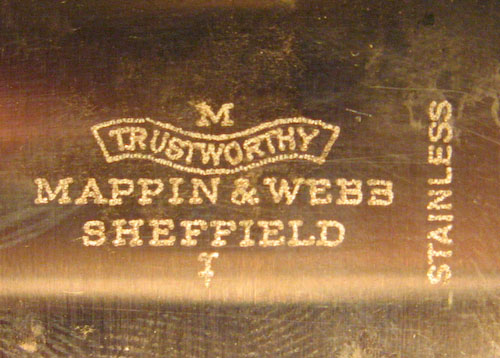 M
TRUSTWORTHY
MAPPIN & WEBB
SHEFFIELD
T
STAINLESS